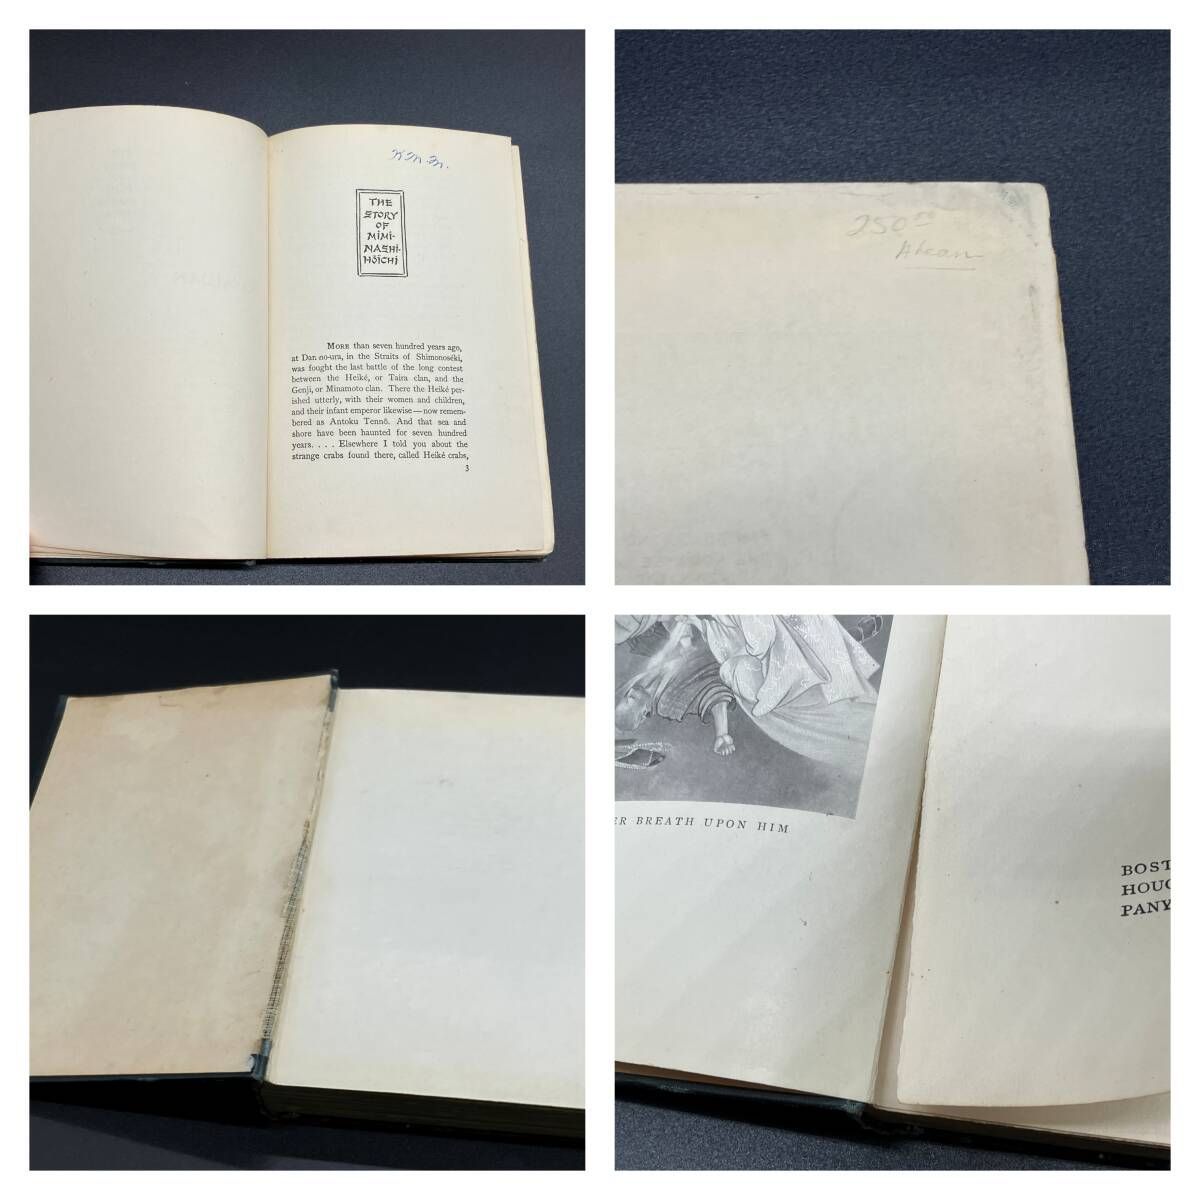 K.M.M.
THE
STORY
OF
MIMI-
NASHI-
HŌÏCHI
MORE than seven hundred years ago,
at Dan no-ura, in the Straits of Shimonoséki,
was fought the last battle of the long contest
between the Heiké, or Taira clan, and the
Genji, or Minamoto clan. There the Heiké per-
ished utterly, with their women and children,
and their infant emperor likewise—now remem-
bered as Antoku Tennō. And that sea and
shore have been haunted for seven hundred
years. . . . Elsewhere I told you about the
strange crabs found there, called Heiké crabs,
3
250
ER BREATH UPON HIM
BOST
HOUG
PANY